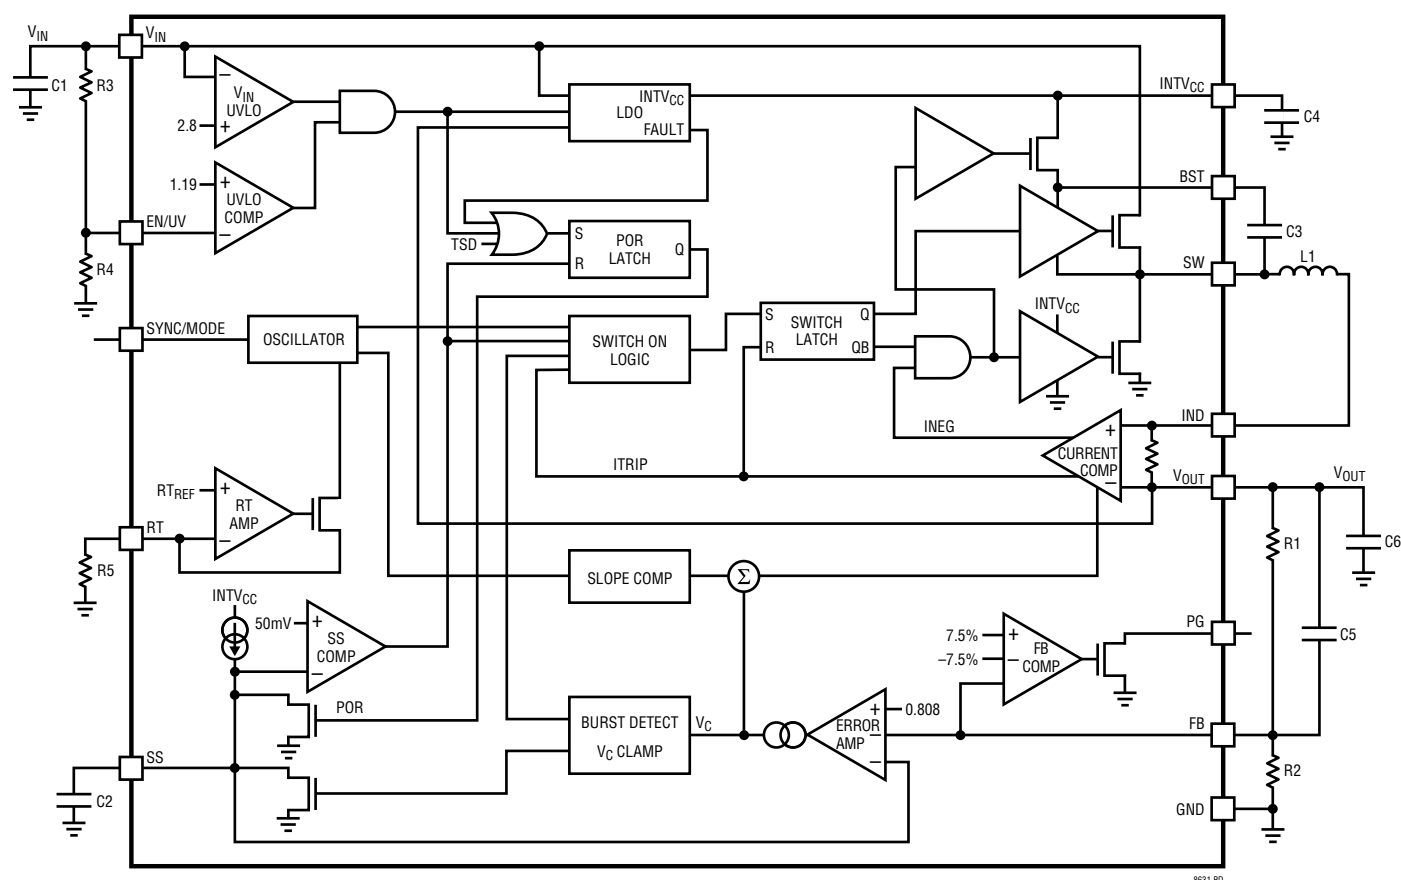 VIN
VIN
C1
R3
VIN
UVLO
2.8
1.19
UVLO
COMP
EN/UV
R4
INTVCC
LDO
FAULT
TSD
S
R
POR
LATCH
Q
INTVCC
C4
BST
C3
SW
L1
SYNC/MODE
OSCILLATOR
SWITCH ON
LOGIC
S
R
SWITCH
LATCH
Q
QB
INTVCC
INEG
ITRIP
CURRENT
COMP
+
–
IND
VOUT
VOUT
RTREF
RT
AMP
+
–
RT
R5
SLOPE COMP
Σ
R1
C6
C5
INTVCC
50mV
SS
COMP
+
–
POR
7.5%
–7.5%
FB
COMP
+
–
PG
BURST DETECT
VC CLAMP
VC
ERROR
AMP
+
–
–
0.808
FB
SS
C2
R2
GND
8631 BD